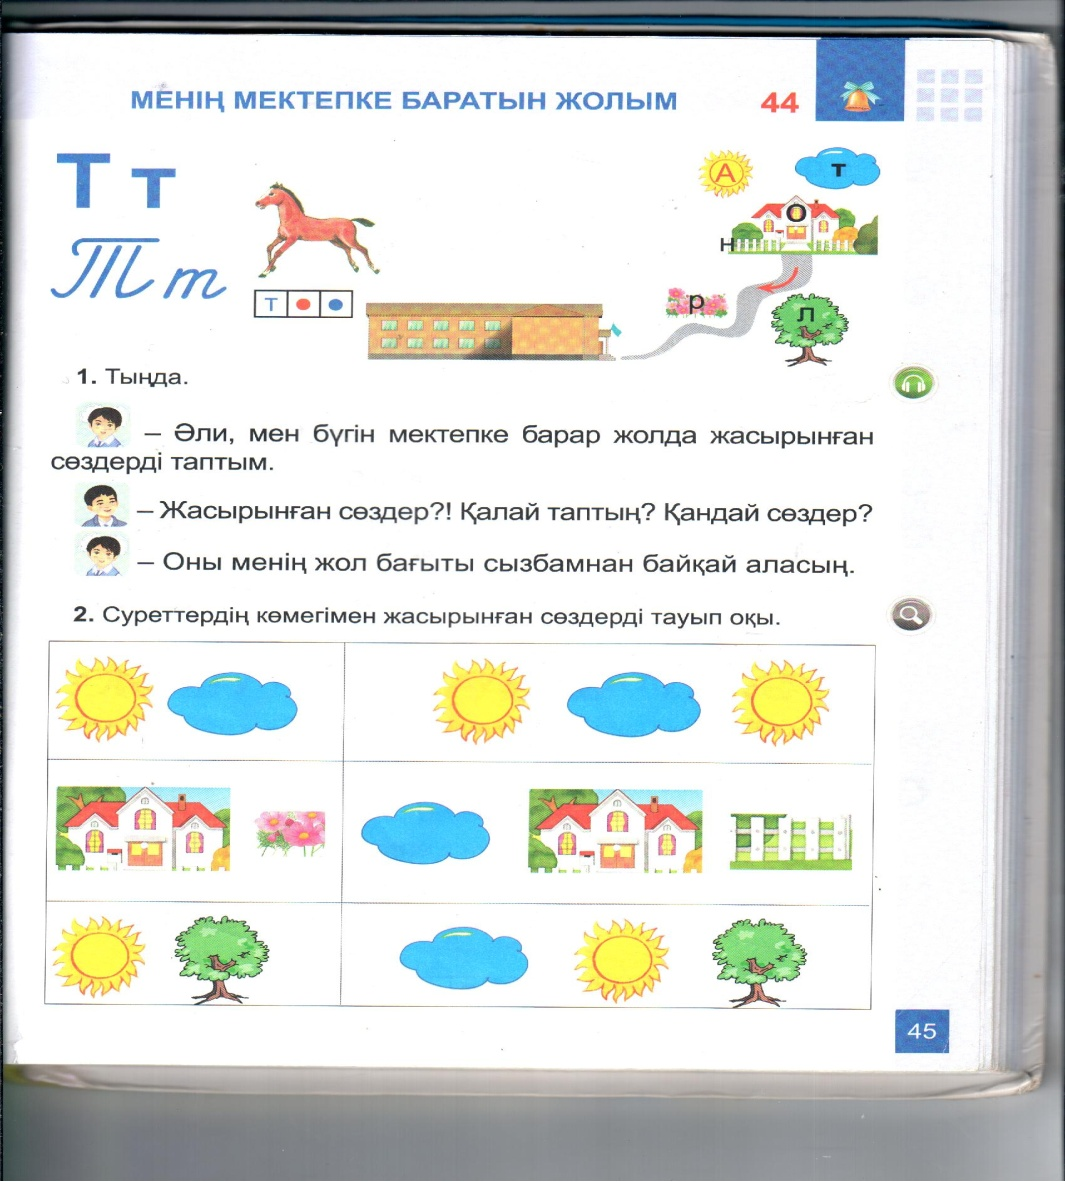 МЕНІҢ МЕКТЕПКЕ БАРАТЫН ЖОЛЫМ 44
Т т
Т т
А
т
О
н
р
л
Т
1. Тыңда.
– Әли, мен бүгін мектепке барар жолда жасырынған
сөздерді таптым.
– Жасырынған сөздер?! Қалай таптың? Қандай сөздер?
– Оны менің жол бағыты сызбамнан байқай аласың.
2. Суреттердің көмегімен жасырынған сөздерді тауып оқы.
45